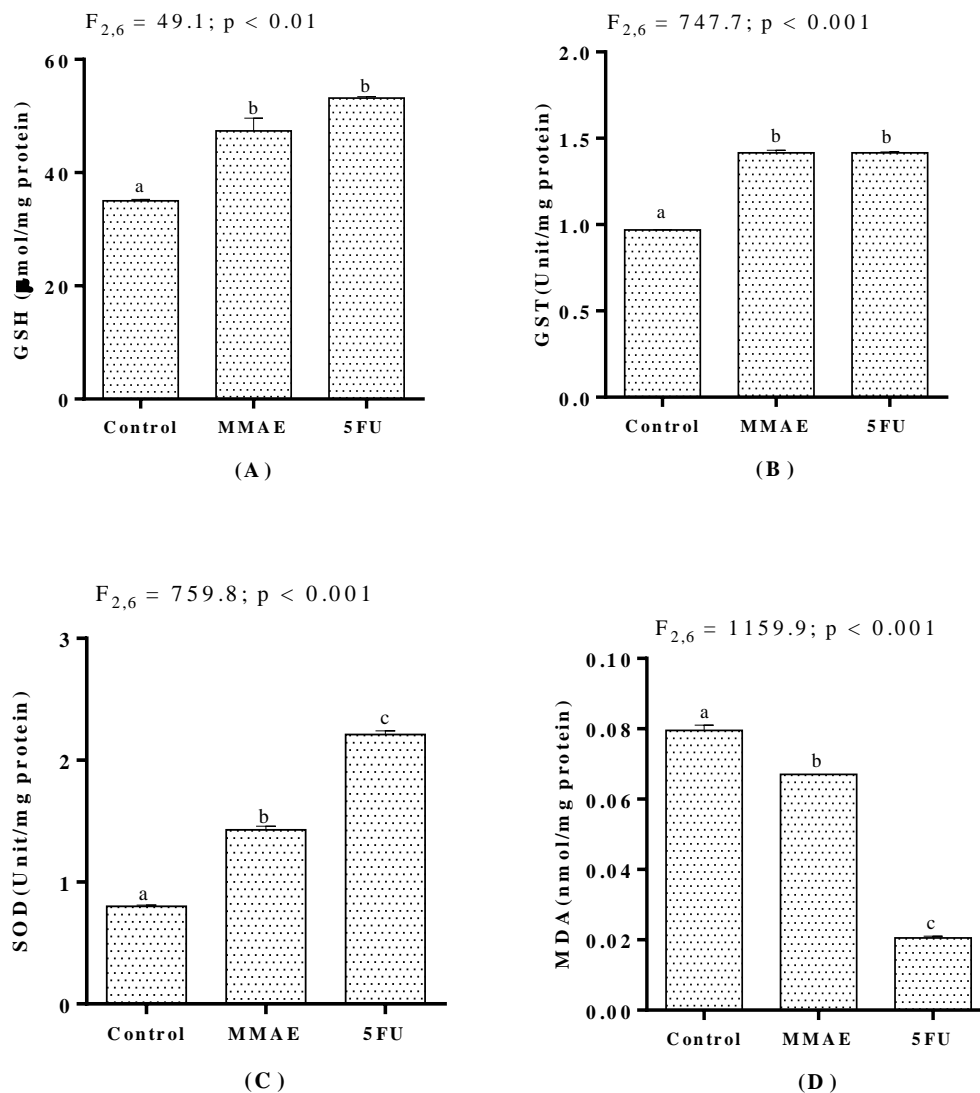 F2,6 = 49.1; p < 0.01
GSH (µmol/mg protein)
60
40
20
0
a
b
b
Control MMAE 5FU
(A)
F2,6 = 747.7; p < 0.001
GST (Unit/mg protein)
2.0
1.5
1.0
0.5
0.0
a
b
b
Control MMAE 5FU
(B)
F2,6 = 759.8; p < 0.001
SOD (Unit/mg protein)
3
2
1
0
a
b
c
Control MMAE 5FU
(C)
F2,6 = 1159.9; p < 0.001
MDA (nmol/mg protein)
0.10
0.08
0.06
0.04
0.02
0.00
a
b
c
Control MMAE 5FU
(D)